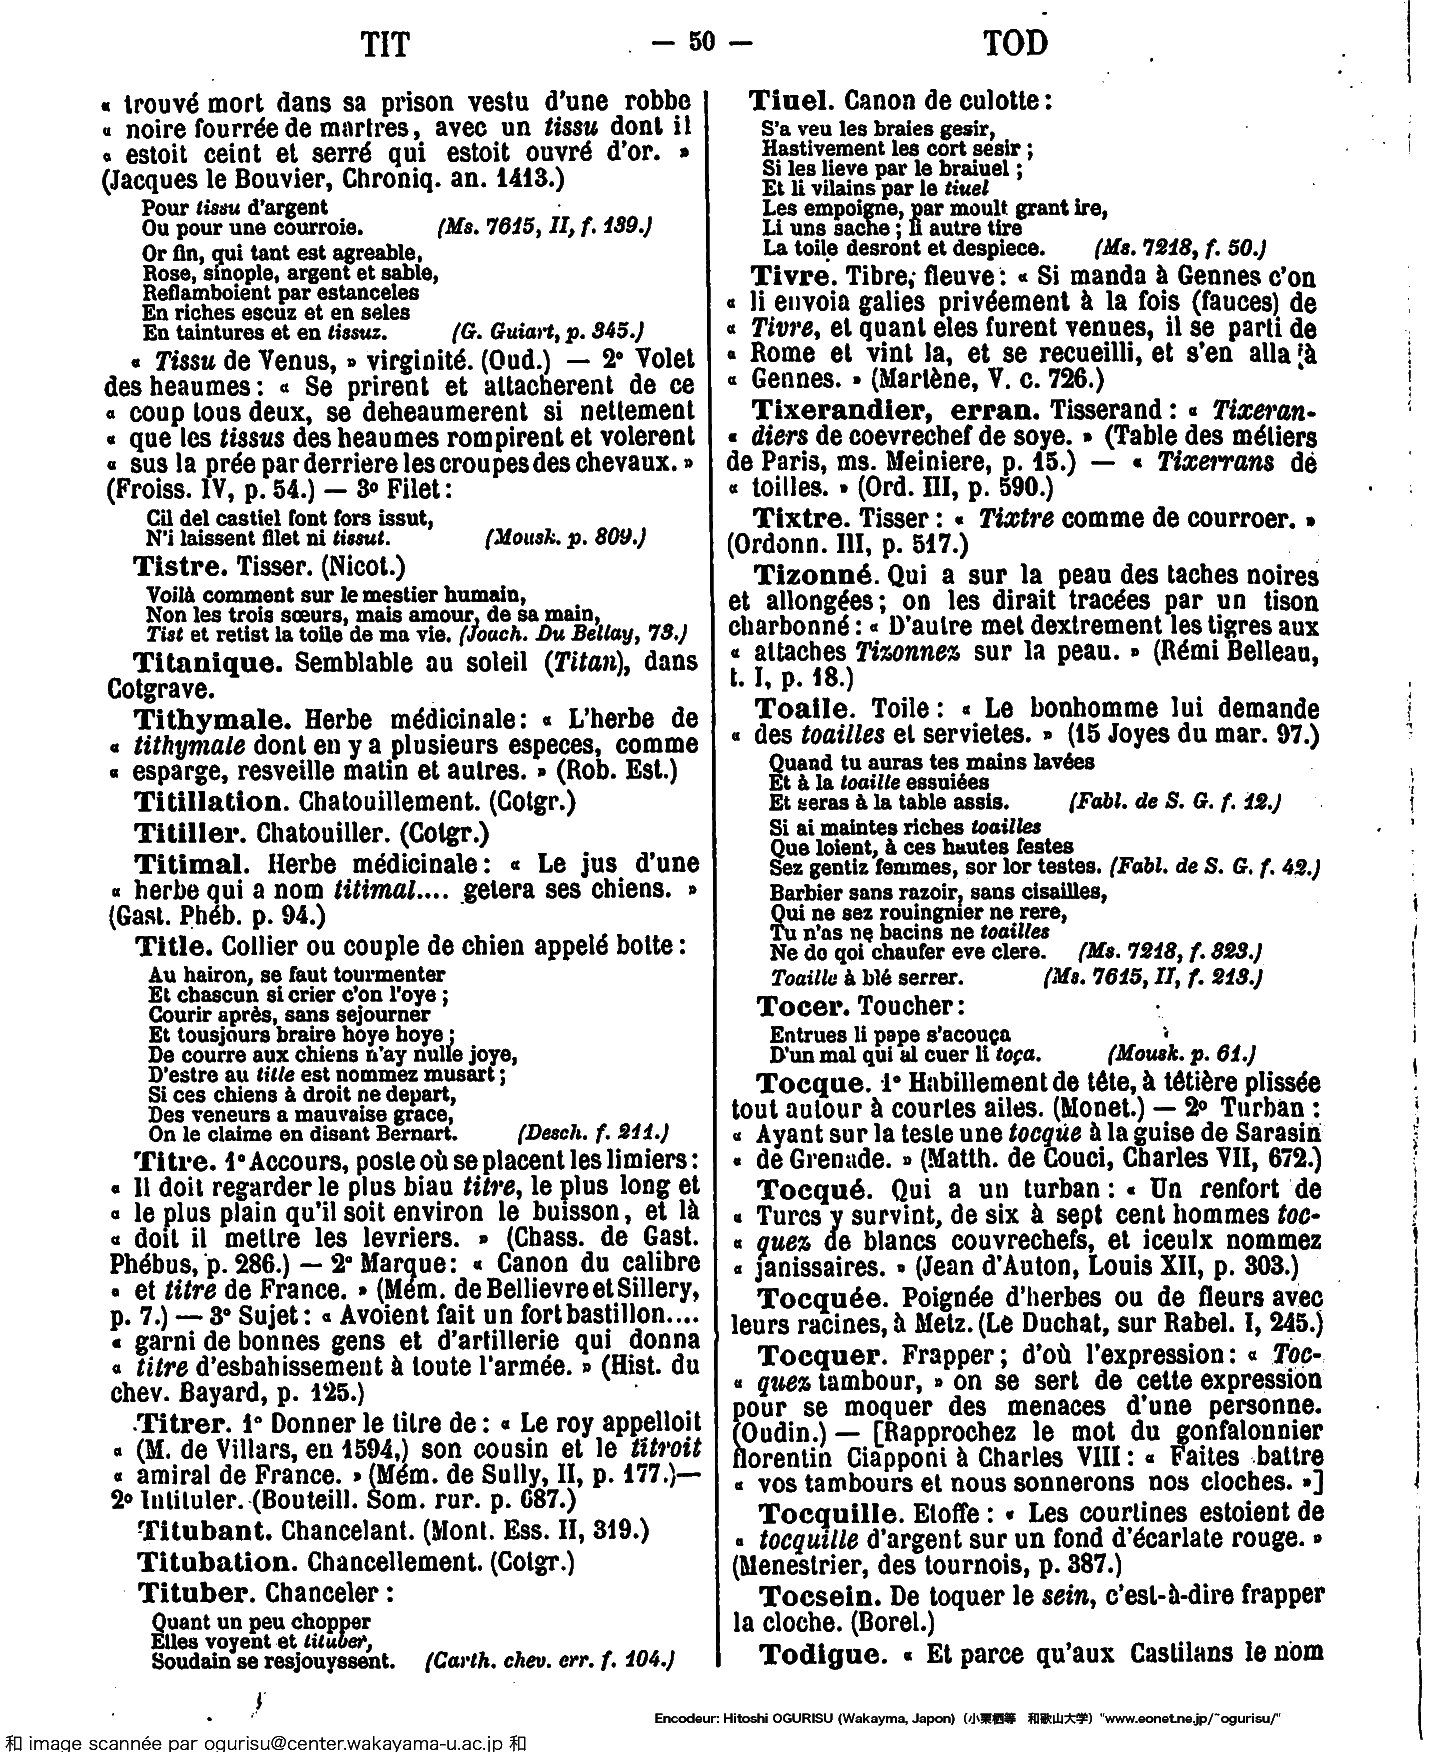 TIT
— 50 —
TOD
« trouvé mort dans sa prison vestu d'une robbe
« noire fourrée de martres, avec un tissu dont il
« estoit ceint et serré qui estoit ouvré d'or. »
(Jacques le Bouvier, Chroniq. an. 1413.)
Pour tissu d'argent
Ou pour une courroie. (Ms. 7615, II, f. 139.)
Or fin, qui tant est agreable,
Rose, sinople, argent et sable,
Reflamboient par estanceles
En riches escuz et en seles
En taintures et en tissuz. (G. Guiart, p. 345.)
« Tissu de Venus, » virginité. (Oud.) — 2° Volet
des heaumes : « Se prirent et attacherent de ce
« coup tous deux, se deheaumerent si nettement
« que les tissus des heaumes rompirent et volerent
« sus la prée par derriere les croupes des chevaux. »
(Froiss. IV, p. 54.) — 3° Filet :
Cil del castiel font fors issut,
N'i laissent filet ni tissut. (Mousk. p. 809.)
Tistre. Tisser. (Nicot.)
Voilà comment sur le mestier humain,
Non les trois sœurs, mais amour, de sa main,
Tist et retist la toile de ma vie. (Joach. Du Bellay, 73.)
Titanique. Semblable au soleil (Titan), dans
Cotgrave.
Tithymale. Herbe médicinale : « L'herbe de
« tithymale dont en y a plusieurs especes, comme
« esparge, resveille matin et autres. » (Rob. Est.)
Titillation. Chatouillement. (Cotgr.)
Titiller. Chatouiller. (Cotgr.)
Titimal. Herbe médicinale : « Le jus d'une
« herbe qui a nom titimal.... getera ses chiens. »
(Gast. Phéb. p. 94.)
Title. Collier ou couple de chien appelé botte :
Au hairon, se faut tourmenter
Et chascun si crier c'on l'oye ;
Courir après, sans sejourner
Et tousjours braire hoye hoye ;
De courre aux chiens n'ay nulle joye,
D'estre au title est nommez musart ;
Si ces chiens à droit ne depart,
Des veneurs a mauvaise grace,
On le claime en disant Bernart. (Desch. f. 211.)
Titre. 1° Accours, poste où se placent les limiers :
« Il doit regarder le plus biau titre, le plus long et
« le plus plain qu'il soit environ le buisson, et là
« doit il mettre les levriers. » (Chass. de Gast.
Phébus, p. 286.) — 2° Marque : « Canon du calibre
« et titre de France. » (Mém. de Bellievre et Sillery,
p. 7.) — 3° Sujet : « Avoient fait un fort bastillon....
« garni de bonnes gens et d'artillerie qui donna
« titre d'esbahissement à toute l'armée. » (Hist. du
chev. Bayard, p. 125.)
Titrer. 1° Donner le titre de : « Le roy appelloit
« (M. de Villars, en 1594,) son cousin et le titroit
« amiral de France. » (Mém. de Sully, II, p. 177.) —
2° Intituler. (Bouteill. Som. rur. p. 687.)
Titubant. Chancelant. (Mont. Ess. II, 319.)
Titubation. Chancellement. (Cotgr.)
Tituber. Chanceler :
Quant un peu chopper
Elles voyent et tituber,
Soudain se resjouyssent. (Carth. chev. err. f. 104.)
Tiuel. Canon de culotte :
S'a veu les braies gesir,
Hastivement les cort sesir ;
Si les lieve par le braiuel ;
Et li vilains par le tiuel
Les empoigne, par moult grant ire,
Li uns sache ; li autre tire
La toile desront et despiece. (Ms. 7218, f. 50.)
Tivre. Tibre, fleuve : « Si manda à Gennes c'on
« li envoia galies privéement à la fois (fauces) de
« Tivre, et quant eles furent venues, il se parti de
« Rome et vint la, et se recueilli, et s'en alla à
« Gennes. » (Martène, V. c. 726.)
Tixerandier, erran. Tisserand : « Tixeran-
« diers de coevrechef de soye. » (Table des métiers
de Paris, ms. Meiniere, p. 15.) — « Tixerrans de
« toilles. » (Ord. III, p. 590.)
Tixtre. Tisser : « Tixtre comme de courroer. »
(Ordonn. III, p. 517.)
Tizonné. Qui a sur la peau des taches noires
et allongées ; on les dirait tracées par un tison
charbonné : « D'autre met dextrement les tigres aux
« attaches Tizonnez sur la peau. » (Rémi Belleau,
t. I, p. 18.)
Toaile. Toile : « Le bonhomme lui demande
« des toailles et servietes. » (15 Joyes du mar. 97.)
Quand tu auras tes mains lavées
Et à la toaille essuiées
Et seras à la table assis. (Fabl. de S. G. f. 12.)
Si ai maintes riches toailles
Que loient, à ces hautes festes
Sez gentiz femmes, sor lor testes. (Fabl. de S. G. f. 42.)
Barbier sans razoir, sans cisailles,
Qui ne sez rouingnier ne rere,
Tu n'as ne bacins ne toailles
Ne do qoi chaufer eve clere. (Ms. 7218, f. 323.)
Toaille à blé serrer. (Ms. 7615, II, f. 213.)
Tocer. Toucher :
Entrues li pape s'acouça
D'un mal qui al cuer li toça. (Mousk. p. 61.)
Tocque. 1° Habillement de tête, à têtière plissée
tout autour à courtes ailes. (Monet.) — 2° Turban :
« Ayant sur la teste une tocque à la guise de Sarasin
« de Grenade. » (Matth. de Couci, Charles VII, 672.)
Tocqué. Qui a un turban : « Un renfort de
« Turcs y survint, de six à sept cent hommes toc-
« quez de blancs couvrechefs, et iceulx nommez
« janissaires. » (Jean d'Auton, Louis XII, p. 303.)
Tocquée. Poignée d'herbes ou de fleurs avec
leurs racines, à Metz. (Le Duchat, sur Rabel. I, 245.)
Tocquer. Frapper ; d'où l'expression : « Toc-
« quez tambour, » on se sert de cette expression
pour se moquer des menaces d'une personne.
(Oudin.) — [Rapprochez le mot du gonfalonnier
florentin Ciapponi à Charles VIII : « Faites battre
« vos tambours et nous sonnerons nos cloches. »]
Tocquille. Etoffe : « Les courtines estoient de
« tocquille d'argent sur un fond d'écarlate rouge. »
(Menestrier, des tournois, p. 387.)
Tocsein. De toquer le sein, c'est-à-dire frapper
la cloche. (Borel.)
Todigue. « Et parce qu'aux Castilans le nom
Encodeur: Hitoshi OGURISU (Wakayma, Japon) (小栗栖等 和歌山大学) "www.eonet.ne.jp/~ogurisu/"
和 image scannée par ogurisu@center.wakayama-u.ac.jp 和